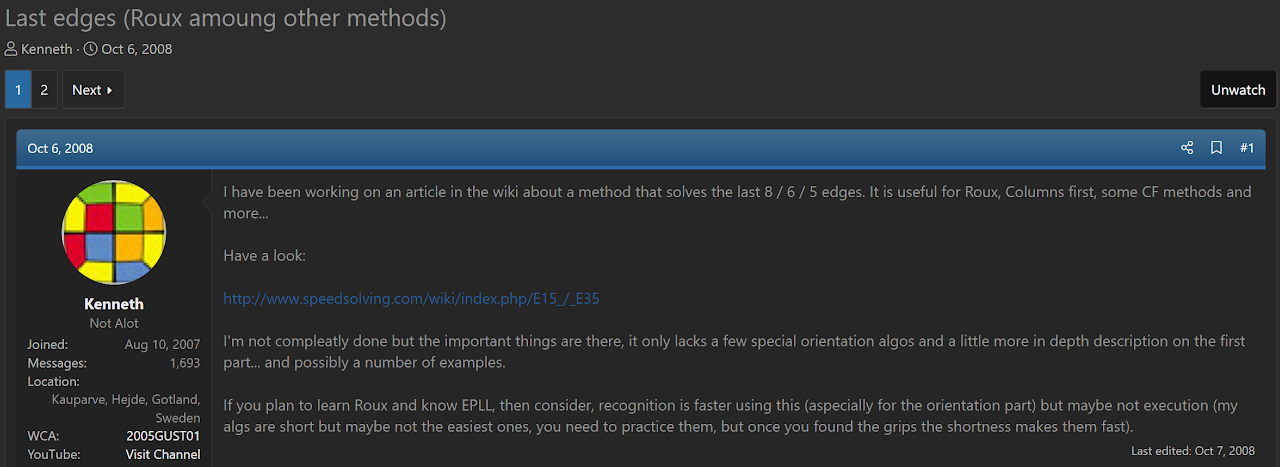 Last edges (Roux amoung other methods)
Kenneth · Oct 6, 2008
1 2 Next
Unwatch
Oct 6, 2008
#1
Kenneth
Not Alot
Joined: Aug 10, 2007
Messages: 1,693
Location:
Kauparve, Hejde, Gotland,
Sweden
WCA: 2005GUST01
YouTube: Visit Channel
I have been working on an article in the wiki about a method that solves the last 8 / 6 / 5 edges. It is useful for Roux, Columns first, some CF methods and
more...
Have a look:
http://www.speedsolving.com/wiki/index.php/E15_/_E35
I'm not compleatly done but the important things are there, it only lacks a few special orientation algos and a little more in depth description on the first
part... and possibly a number of examples.
If you plan to learn Roux and know EPLL, then consider, recognition is faster using this (aspecially for the orientation part) but maybe not execution (my
algs are short but maybe not the easiest ones, you need to practice them, but once you found the grips the shortness makes them fast).
Last edited: Oct 7, 2008